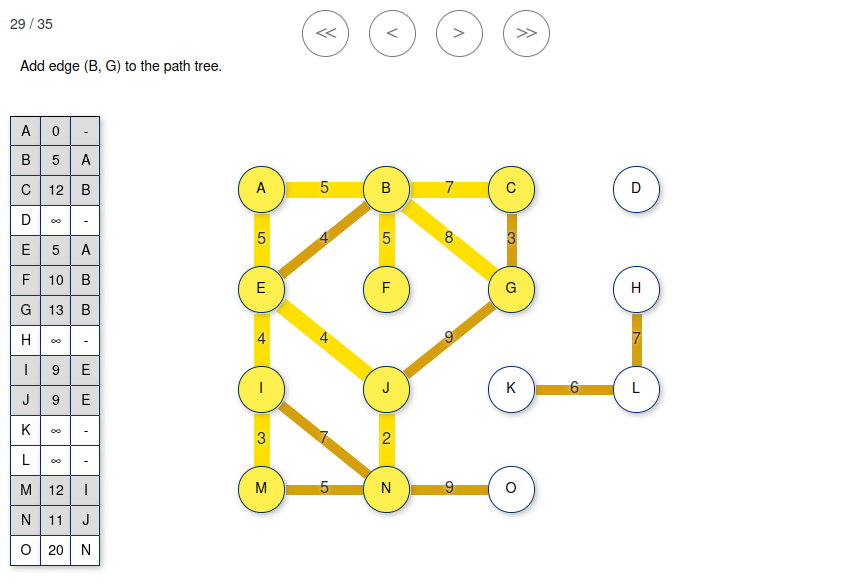 29 / 35
<< < > >>
Add edge (B, G) to the path tree.
A 0 -
B 5 A
C 12 B
D ∞ -
E 5 A
F 10 B
G 13 B
H ∞ -
I 9 E
J 9 E
K ∞ -
L ∞ -
M 12 I
N 11 J
O 20 N
A 5 B 7 C D
5 4 5 8 3
E F G H
4 4 9 7
I J K 6 L
3 7 2
M 5 N 9 O